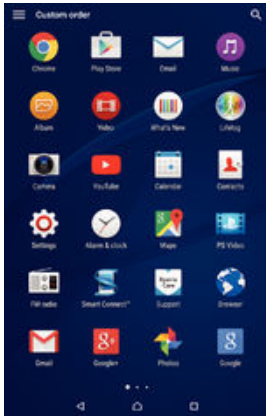 Custom order
Chrome Play Store Email Music
Album Video What's New Lifelog
Camera YouTube Calendar Contacts
Settings Alarm & clock Maps PS Video
FM radio Smart Connect™ Support Browser
Gmail Google+ Photos Google